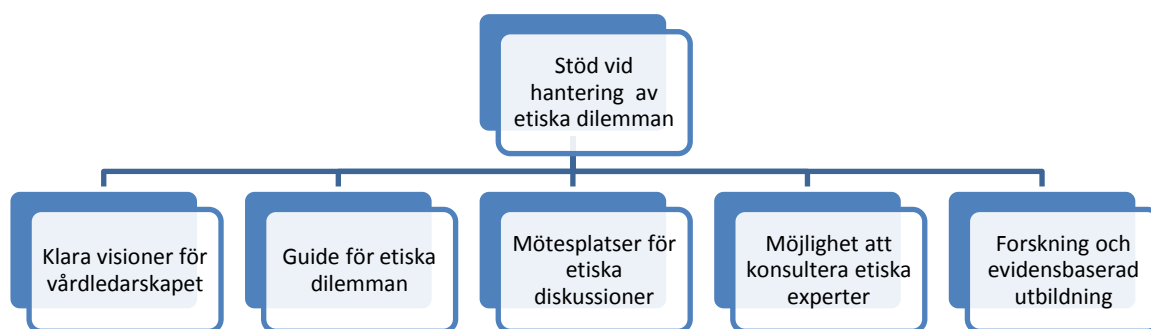 Stöd vid
hantering av
etiska dilemman
Klara visioner för
vårdledarskapet
Guide för etiska
dilemman
Mötesplatser för
etiska
diskussioner
Möjlighet att
konsultera etiska
experter
Forskning och
evidensbaserad
utbildning